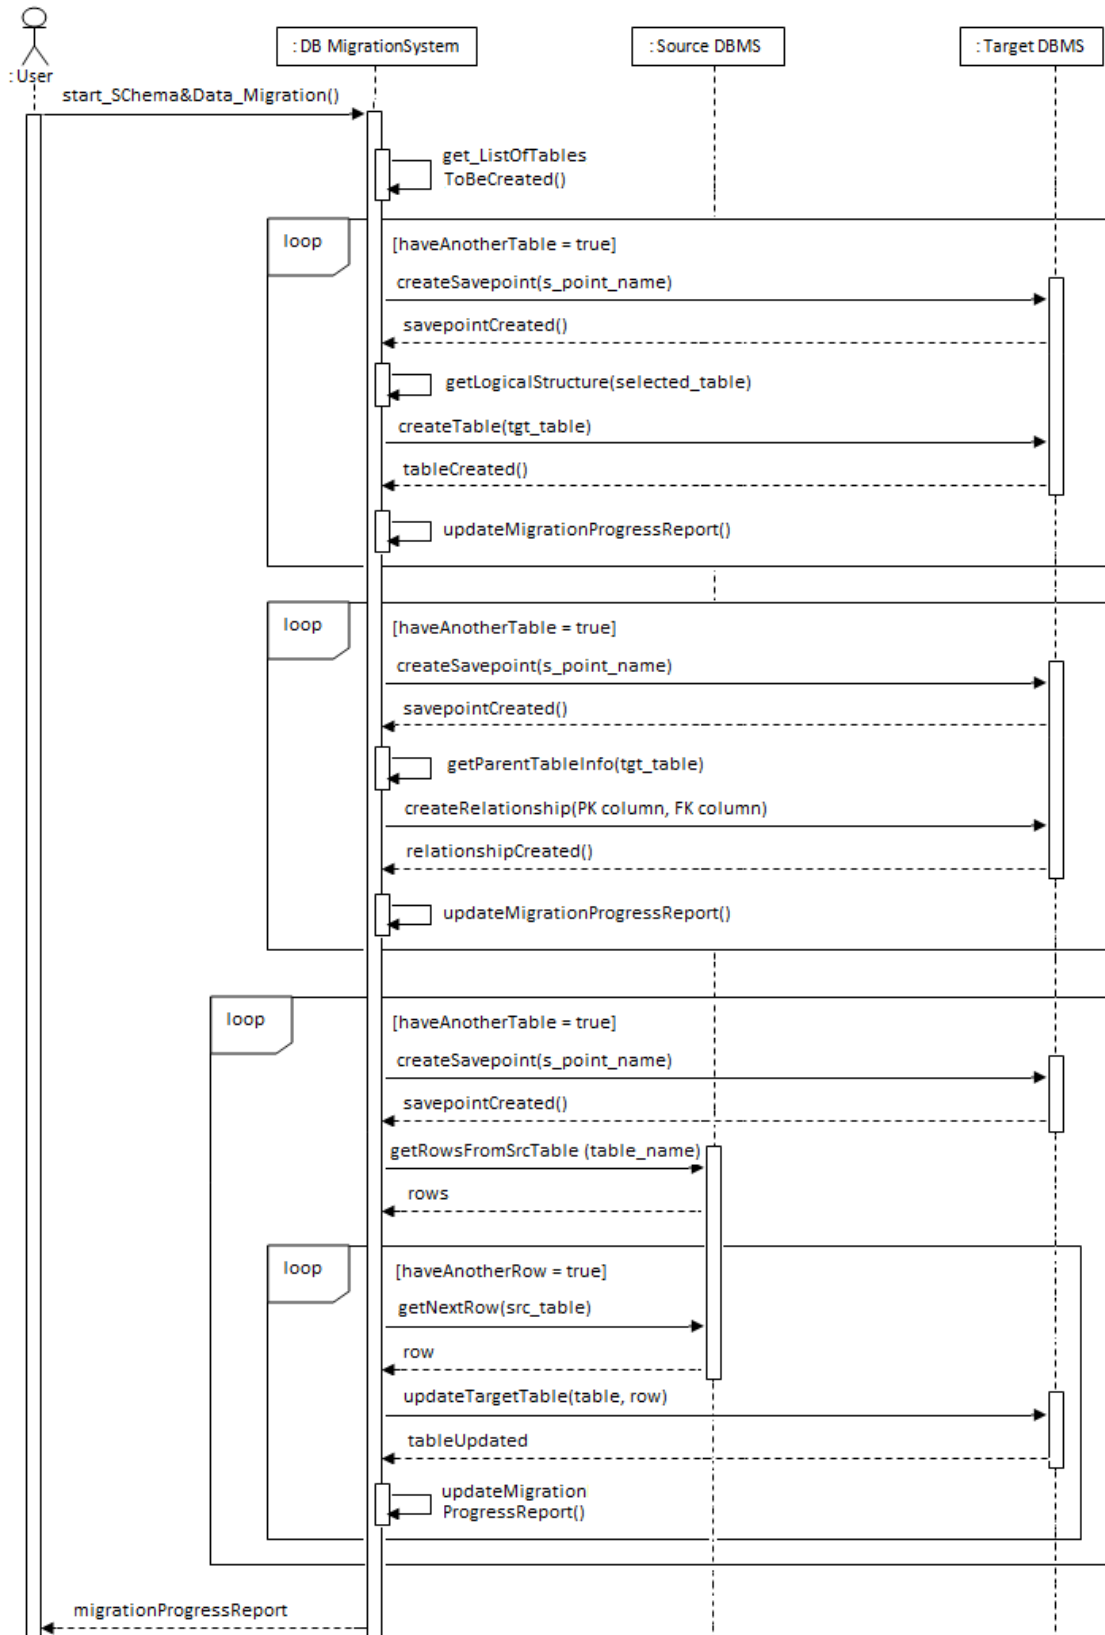 : User
: DB MigrationSystem
: Source DBMS
: Target DBMS
start_SChema&Data_Migration()
get_ListOfTables
ToBeCreated()
loop
[haveAnotherTable = true]
createSavepoint(s_point_name)
savepointCreated()
getLogicalStructure(selected_table)
createTable(tgt_table)
tableCreated()
updateMigrationProgressReport()
loop
[haveAnotherTable = true]
createSavepoint(s_point_name)
savepointCreated()
getParentTableInfo(tgt_table)
createRelationship(PK column, FK column)
relationshipCreated()
updateMigrationProgressReport()
loop
[haveAnotherTable = true]
createSavepoint(s_point_name)
savepointCreated()
getRowsFromSrcTable (table_name)
rows
loop
[haveAnotherRow = true]
getNextRow(src_table)
row
updateTargetTable(table, row)
tableUpdated
updateMigration
ProgressReport()
migrationProgressReport